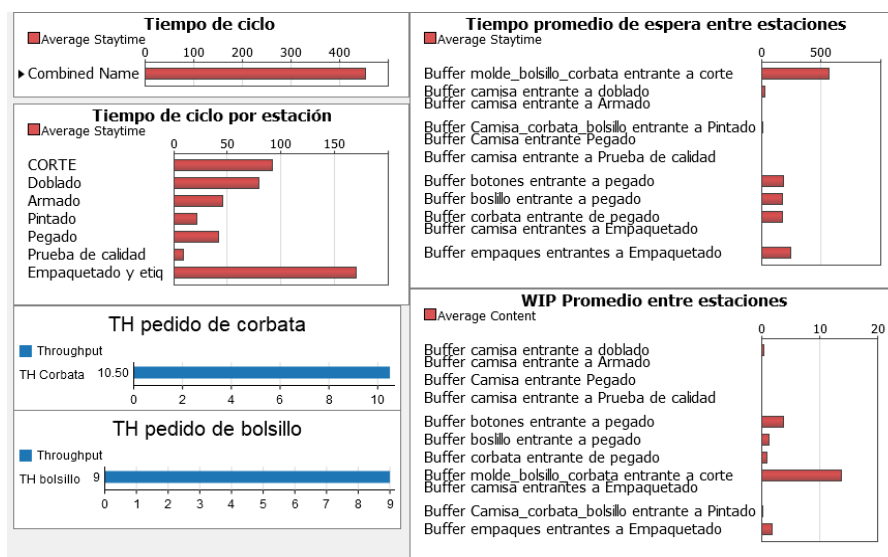 Tiempo de ciclo
Average Staytime
0 100 200 300 400
Combined Name
Tiempo de ciclo por estación
Average Staytime
0 50 100 150
CORTE
Doblado
Armado
Pintado
Pegado
Prueba de calidad
Empaquetado y etiq
TH pedido de corbata
Throughput
TH Corbata 10.50
0 2 4 6 8 10
TH pedido de bolsillo
Throughput
TH bolsillo 9
0 1 2 3 4 5 6 7 8 9
Tiempo promedio de espera entre estaciones
Average Staytime
0 500
Buffer molde_bolsillo_corbata entrante a corte
Buffer camisa entrante a doblado
Buffer camisa entrante a Armado
Buffer Camisa_corbata_bolsillo entrante a Pintado
Buffer Camisa entrante Pegado
Buffer camisa entrante a Prueba de calidad
Buffer botones entrante a pegado
Buffer boslillo entrante a pegado
Buffer corbata entrante de pegado
Buffer camisa entrantes a Empaquetado
Buffer empaques entrantes a Empaquetado
WIP Promedio entre estaciones
Average Content
0 10 20
Buffer camisa entrante a doblado
Buffer camisa entrante a Armado
Buffer Camisa entrante Pegado
Buffer camisa entrante a Prueba de calidad
Buffer botones entrante a pegado
Buffer boslillo entrante a pegado
Buffer corbata entrante de pegado
Buffer molde_bolsillo_corbata entrante a corte
Buffer camisa entrantes a Empaquetado
Buffer Camisa_corbata_bolsillo entrante a Pintado
Buffer empaques entrantes a Empaquetado